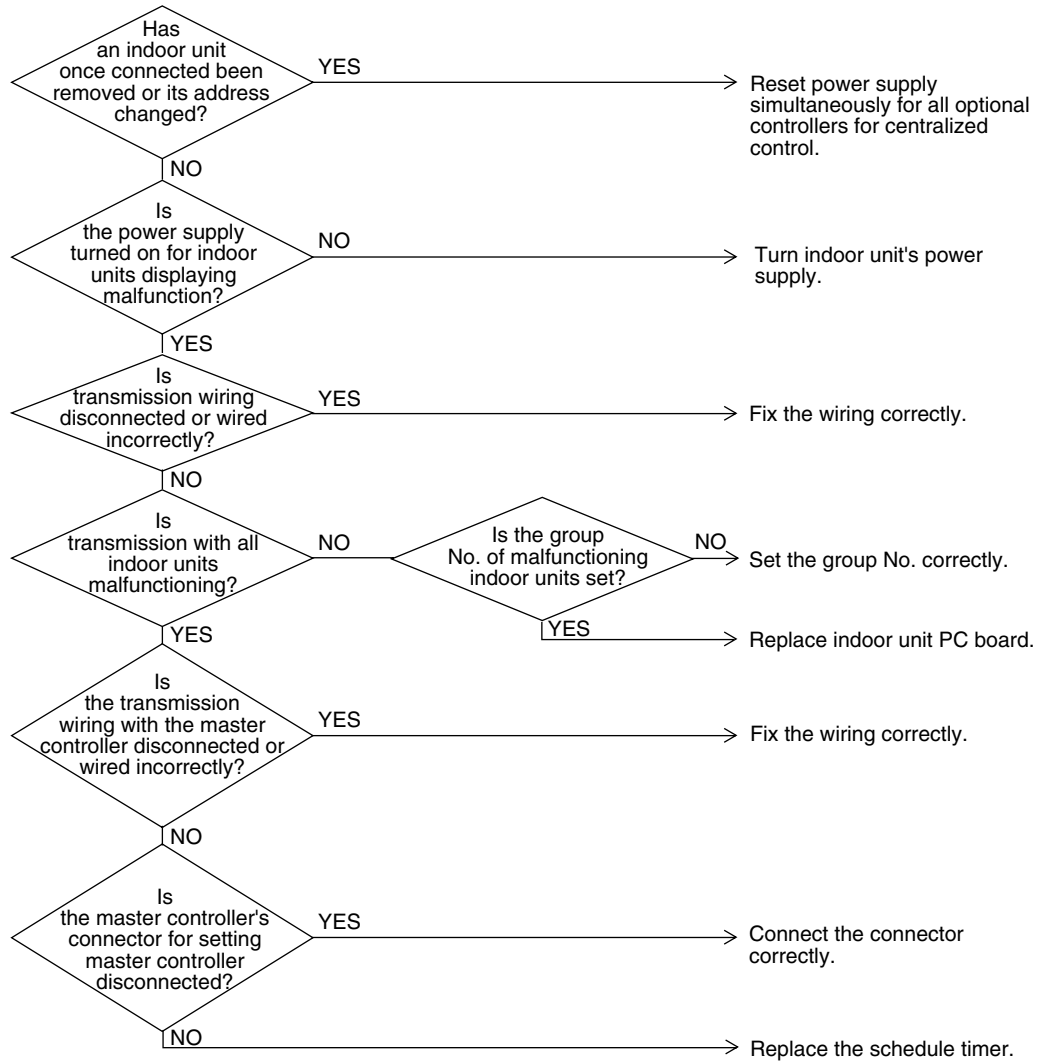 Has
an indoor unit
once connected been
removed or its address
changed?
YES
Reset power supply
simultaneously for all optional
controllers for centralized
control.
NO
Is
the power supply
turned on for indoor
units displaying
malfunction?
NO
Turn indoor unit's power
supply.
YES
Is
transmission wiring
disconnected or wired
incorrectly?
YES
Fix the wiring correctly.
NO
Is
transmission with all
indoor units
malfunctioning?
NO
Is the group
No. of malfunctioning
indoor units set?
NO
Set the group No. correctly.
YES
Replace indoor unit PC board.
YES
Is
the transmission
wiring with the master
controller disconnected or
wired incorrectly?
YES
Fix the wiring correctly.
NO
Is
the master controller's
connector for setting
master controller
disconnected?
YES
Connect the connector
correctly.
NO
Replace the schedule timer.